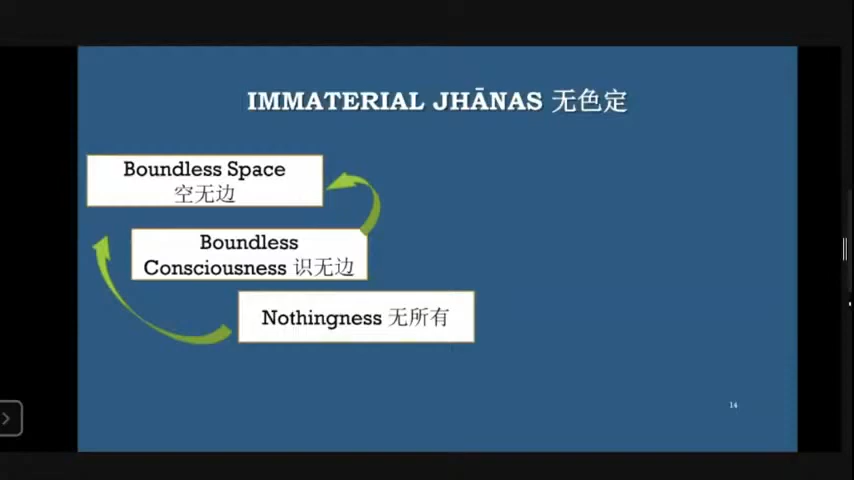 IMMATERIAL JHĀNAS 无色定
Boundless Space
空无边
Boundless
Consciousness 识无边
Nothingness 无所有
14